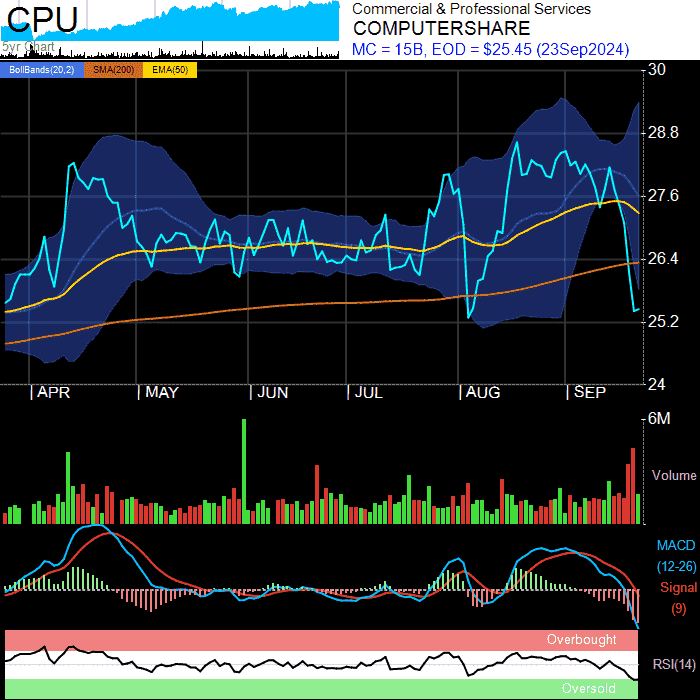 CPU
5yr Chart
Commercial & Professional Services
COMPUTERSHARE
MC = 15B, EOD = $25.45 (23Sep2024)
BollBands(20,2) SMA(200) EMA(50)
30
28.8
27.6
26.4
25.2
24
APR MAY JUN JUL AUG SEP
6M
Volume
MACD
(12-26)
Signal
(9)
Overbought
RSI(14)
Oversold